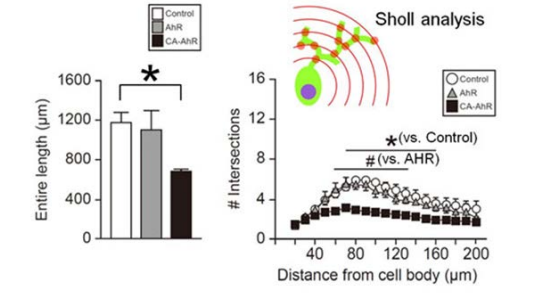 Control
AhR
CA-AhR
*
1600
1200
800
400
0
Entire length (μm)
Sholl analysis
Control
AhR
CA-AhR
16
12
8
4
0
# Intersections
*(vs. Control)
#(vs. AHR)
40 80 120 160 200
Distance from cell body (μm)